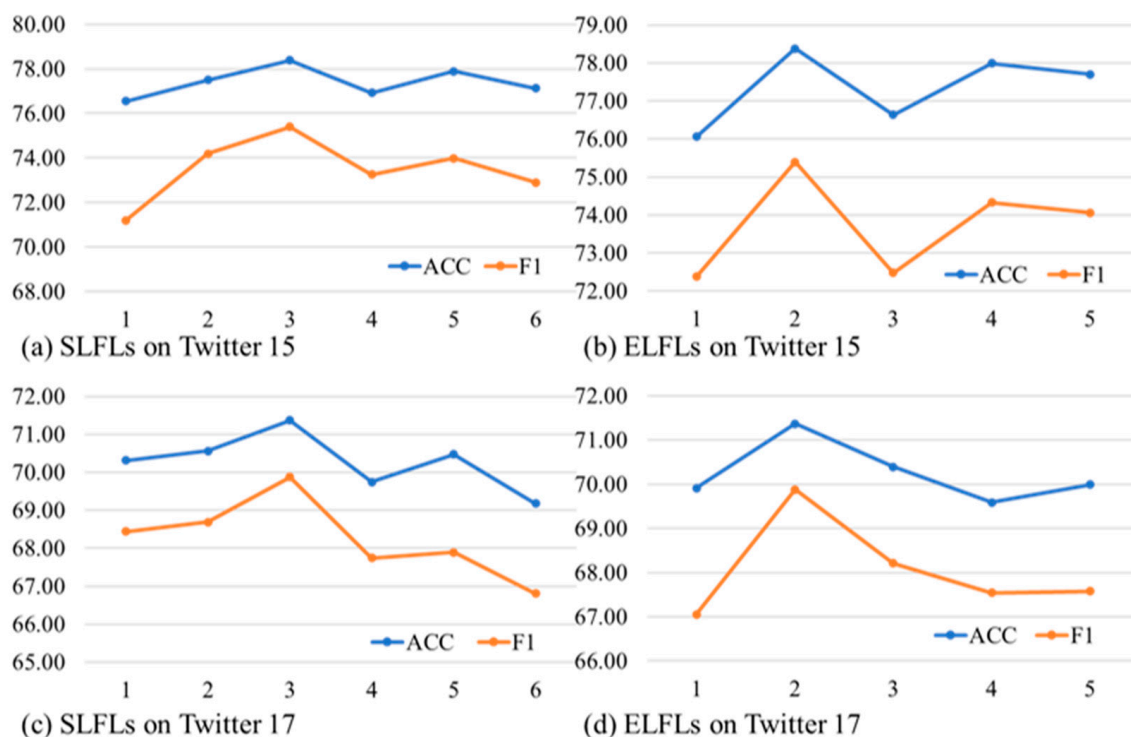 80.00
78.00
76.00
74.00
72.00
70.00
68.00
ACC F1
1 2 3 4 5 6
(a) SLFLs on Twitter 15
79.00
78.00
77.00
76.00
75.00
74.00
73.00
72.00
ACC F1
1 2 3 4 5
(b) ELFLs on Twitter 15
72.00
71.00
70.00
69.00
68.00
67.00
66.00
65.00
ACC F1
1 2 3 4 5 6
(c) SLFLs on Twitter 17
72.00
71.00
70.00
69.00
68.00
67.00
66.00
ACC F1
1 2 3 4 5
(d) ELFLs on Twitter 17